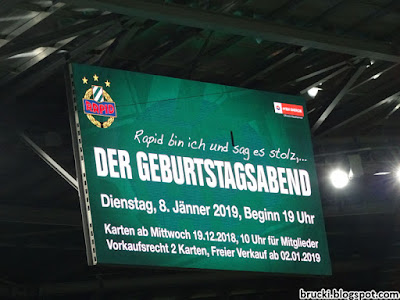 RAPID
Rapid bin ich und sag es stolz,...
DER GEBURTSTAGSABEND
Dienstag, 8. Jänner 2019, Beginn 19 Uhr
Karten ab Mittwoch 19.12.2018, 10 Uhr für Mitglieder
Vorkaufsrecht 2 Karten, Freier Verkauf ab 02.01.2019
brucki.blogspot.com